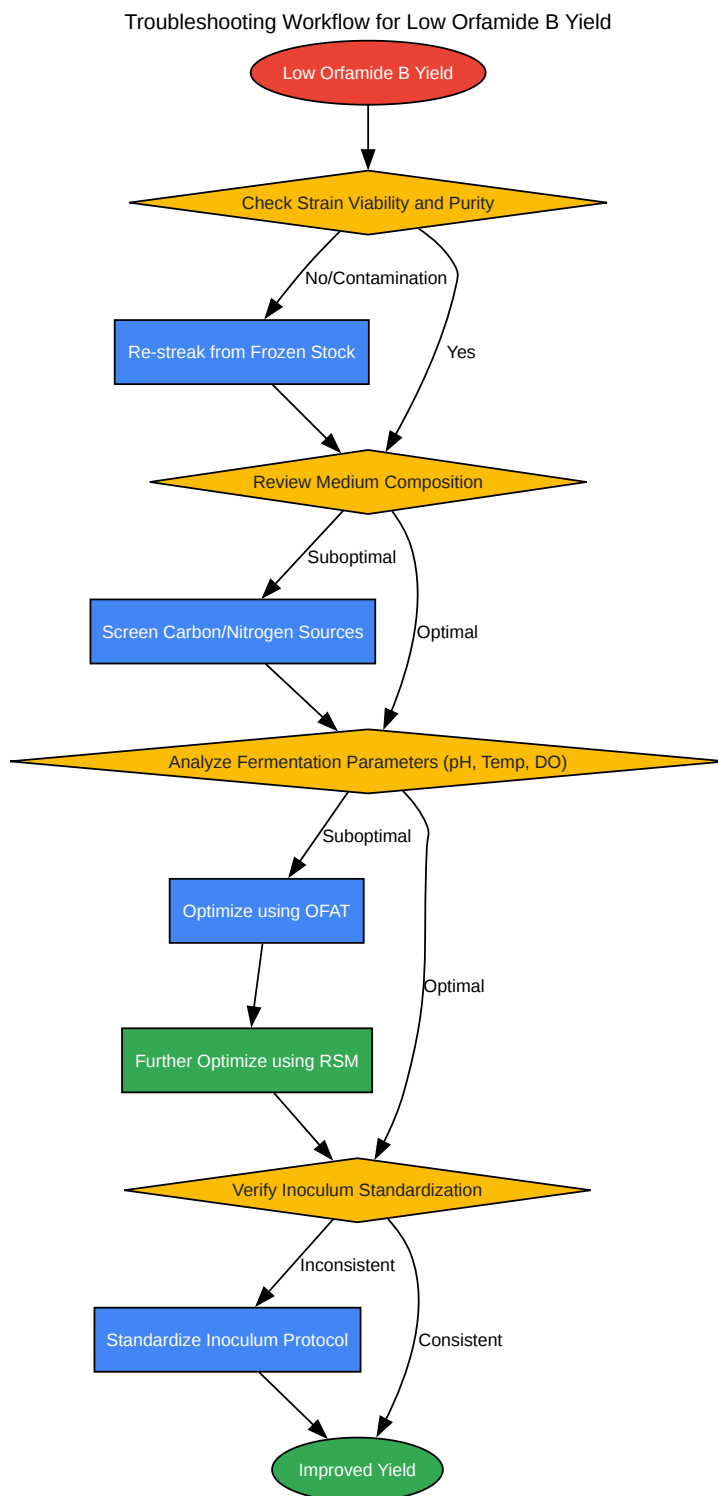 Troubleshooting Workflow for Low Orfamide B Yield
Low Orfamide B Yield
Check Strain Viability and Purity
No/Contamination
Re-streak from Frozen Stock
Yes
Review Medium Composition
Suboptimal
Screen Carbon/Nitrogen Sources
Optimal
Analyze Fermentation Parameters (pH, Temp, DO)
Suboptimal
Optimize using OFAT
Optimal
Further Optimize using RSM
Verify Inoculum Standardization
Inconsistent
Standardize Inoculum Protocol
Consistent
Improved Yield